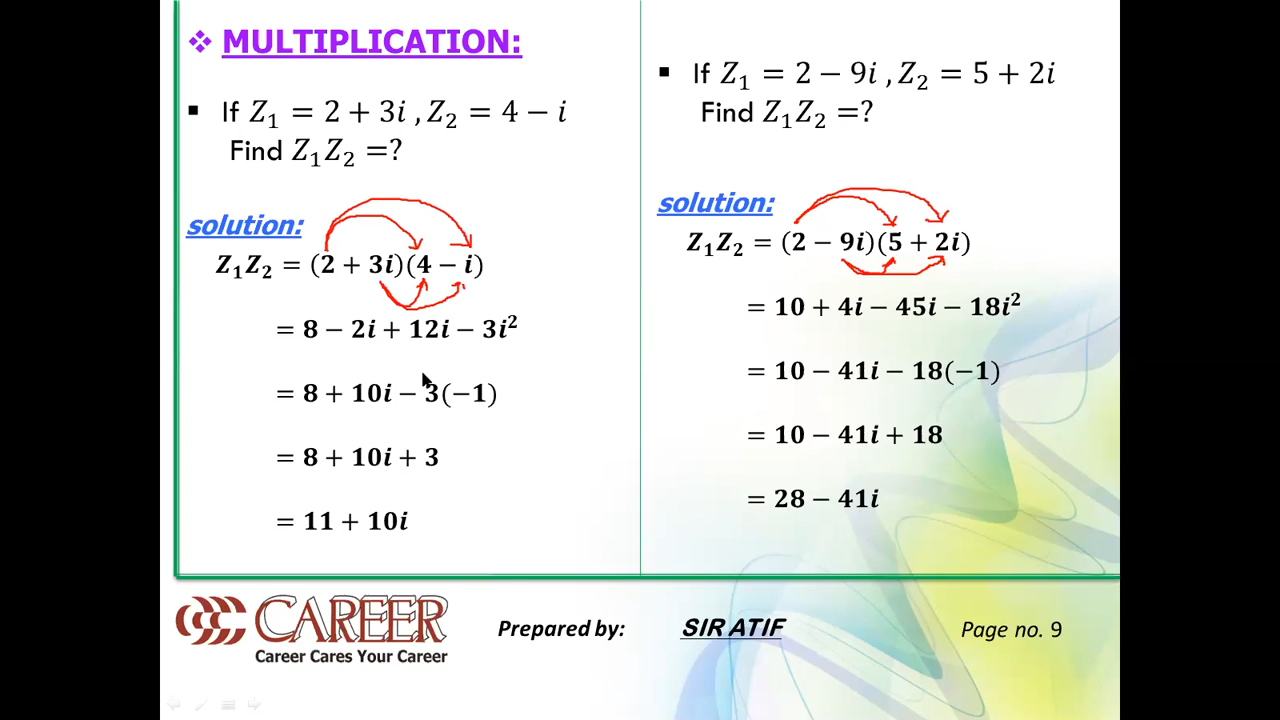 ❖ MULTIPLICATION:
▪ If Z₁ = 2 + 3i , Z₂ = 4 − i
Find Z₁Z₂ =?
solution:
Z₁Z₂ = (2 + 3i)(4 − i)
= 8 − 2i + 12i − 3i²
= 8 + 10i − 3(−1)
= 8 + 10i + 3
= 11 + 10i
▪ If Z₁ = 2 − 9i , Z₂ = 5 + 2i
Find Z₁Z₂ =?
solution:
Z₁Z₂ = (2 − 9i)(5 + 2i)
= 10 + 4i − 45i − 18i²
= 10 − 41i − 18(−1)
= 10 − 41i + 18
= 28 − 41i
CAREER
Career Cares Your Career
Prepared by: SIR ATIF Page no. 9